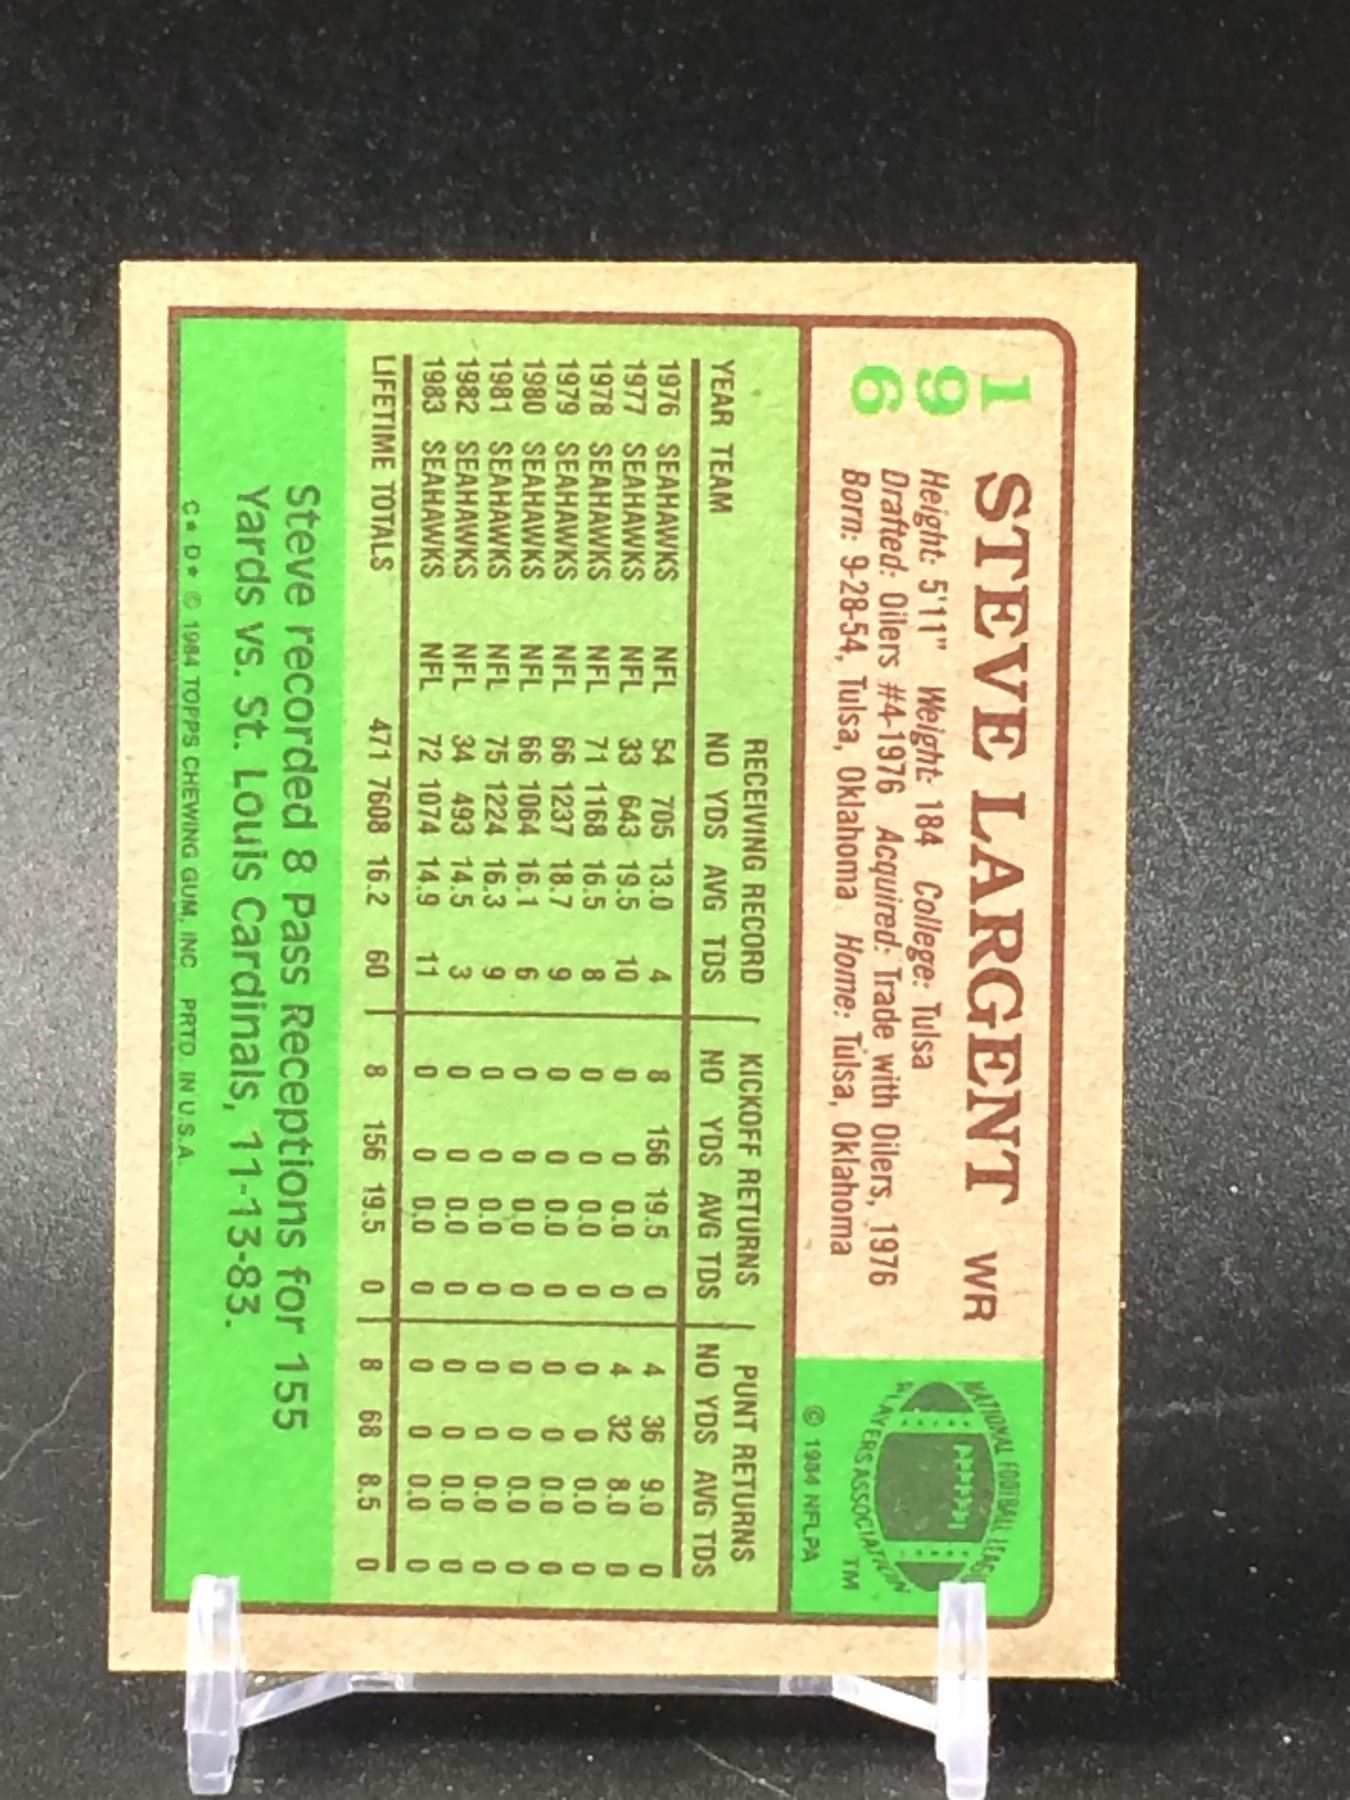 196
STEVE LARGENT WR
Height: 5'11" Weight: 184 College: Tulsa
Drafted: Oilers #4-1976 Acquired: Trade with Oilers, 1976
Born: 9-28-54, Tulsa, Oklahoma Home: Tulsa, Oklahoma
NATIONAL FOOTBALL LEAGUE
PLAYERS ASSOCIATION
TM
© 1984 NFLPA
RECEIVING RECORD KICKOFF RETURNS PUNT RETURNS
YEAR TEAM NO YDS AVG TDS NO YDS AVG TDS NO YDS AVG TDS
1976 SEAHAWKS NFL 54 705 13.0 4 8 156 19.5 0 4 36 9.0 0
1977 SEAHAWKS NFL 33 643 19.5 10 0 0 0.0 0 4 32 8.0 0
1978 SEAHAWKS NFL 71 1168 16.5 8 0 0 0.0 0 0 0 0.0 0
1979 SEAHAWKS NFL 66 1237 18.7 9 0 0 0.0 0 0 0 0.0 0
1980 SEAHAWKS NFL 66 1064 16.1 6 0 0 0.0 0 0 0 0.0 0
1981 SEAHAWKS NFL 75 1224 16.3 9 0 0 0.0 0 0 0 0.0 0
1982 SEAHAWKS NFL 34 493 14.5 3 0 0 0.0 0 0 0 0.0 0
1983 SEAHAWKS NFL 72 1074 14.9 11 0 0 0.0 0 0 0 0.0 0
LIFETIME TOTALS 471 7608 16.2 60 8 156 19.5 0 8 68 8.5 0
Steve recorded 8 Pass Receptions for 155
Yards vs. St. Louis Cardinals, 11-13-83.
C* D* © 1984 TOPPS CHEWING GUM, INC PRTD. IN U.S.A.